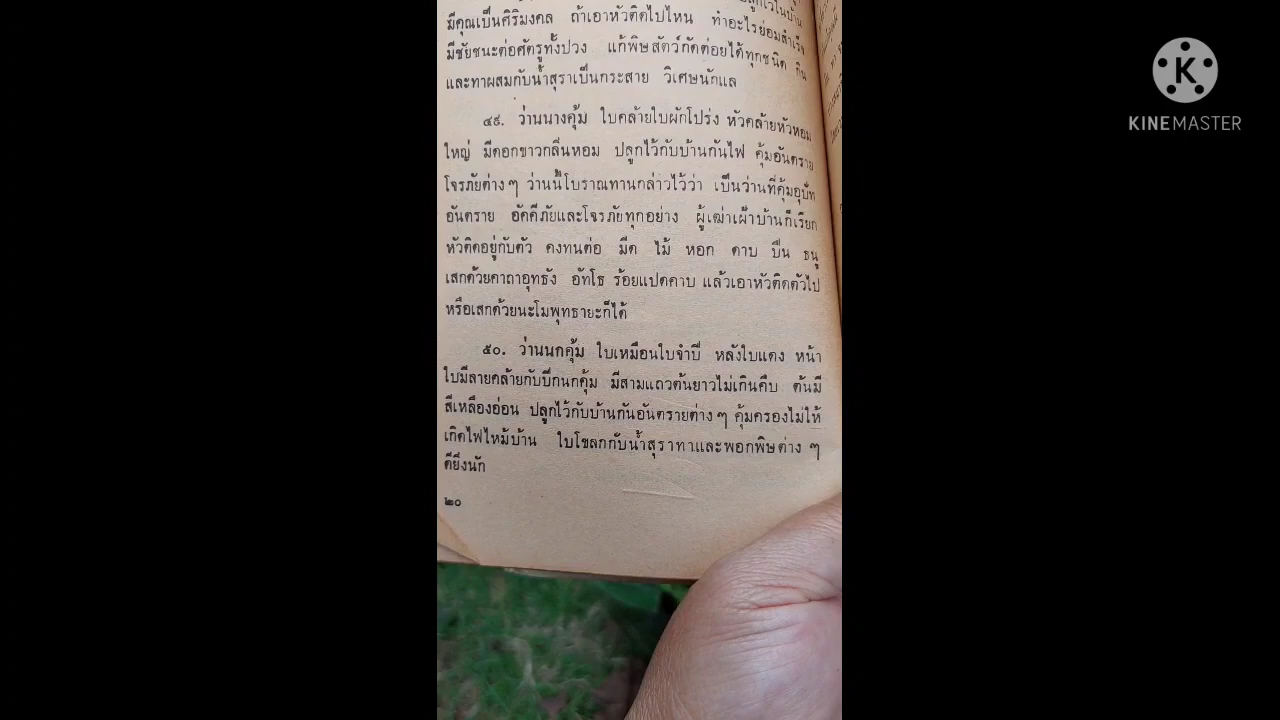 ปลูกไว้ในบ้าน
มีคุณเป็นศิริมงคล ถ้าเอาหัวติดไปไหน ทำอะไรย่อมสำเร็จ
มีชัยชนะต่อศัตรูทั้งปวง แก้พิษสัตว์กัดต่อยได้ทุกชนิด กิน
และทาผสมกับน้ำสุราเป็นกระสาย วิเศษนักแล
๔๙. ว่านนางคุ้ม ใบคล้ายใบผักโปร่ง หัวคล้ายหัวหอม
ใหญ่ มีดอกขาวกลิ่นหอม ปลูกไว้กับบ้านกันไฟ คุ้มอันตราย
โจรภัยต่างๆ ว่านนี้โบราณทานกล่าวไว้ว่า เป็นว่านที่คุ้มอุบัท
อันตราย อัคคีภัยและโจรภัยทุกอย่าง ผู้เฒ่าเฝ้าบ้านก็เรียก
หัวติดอยู่กับตัว คงทนต่อ มีด ไม้ หอก ดาบ ปืน ธนู
เสกด้วยคาถาอุทธัง อัทโธ ร้อยแปดคาบ แล้วเอาหัวติดตัวไป
หรือเสกด้วยนะโมพุทธายะก็ได้
๕๐. ว่านนกคุ้ม ใบเหมือนใบจำปี หลังใบแดง หน้า
ใบมีลายคล้ายกับปีกนกคุ้ม มีสามแถวต้นยาวไม่เกินคืบ ต้นมี
สีเหลืองอ่อน ปลูกไว้กับบ้านกันอันตรายต่างๆ คุ้มครองไม่ให้
เกิดไฟไหม้บ้าน ใบโขลกกับน้ำสุราทาและพอกพิษต่าง ๆ
ดียิ่งนัก
๒๐
KINEMASTER